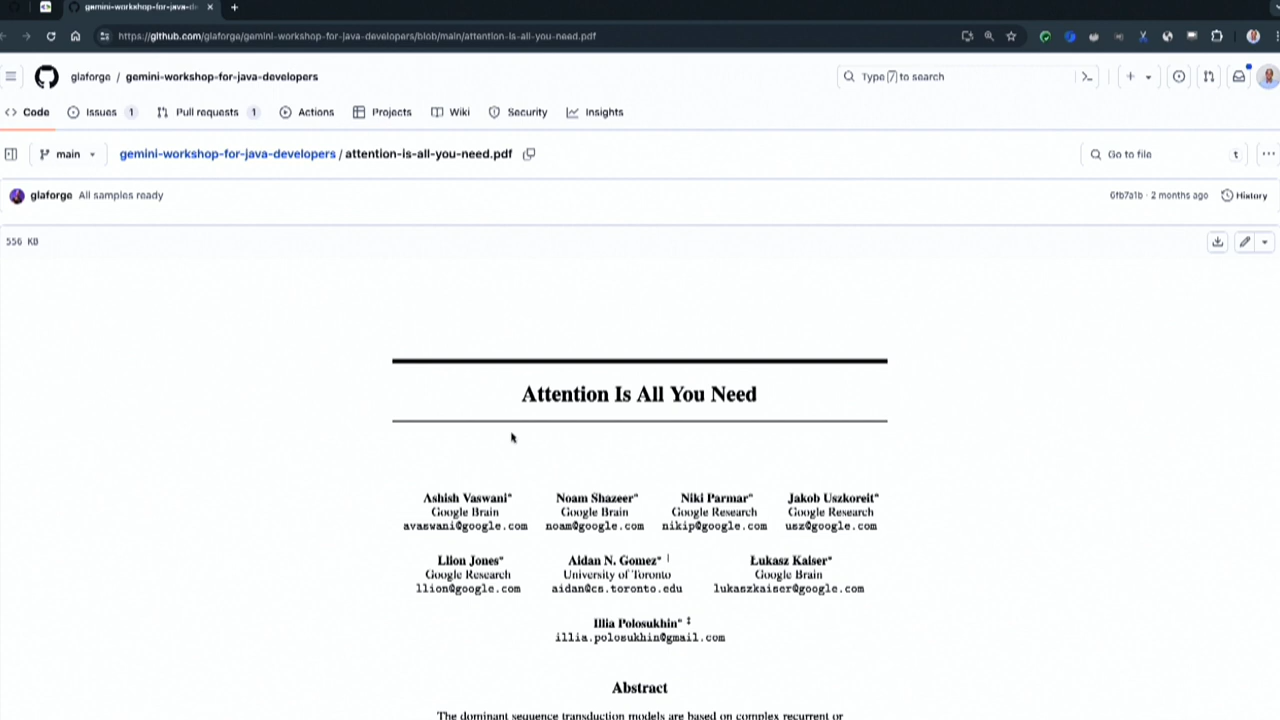 gemini-workshop-for-java-de
https://github.com/glaforge/gemini-workshop-for-java-developers/blob/main/attention-is-all-you-need.pdf
glaforge / gemini-workshop-for-java-developers
Type / to search
Code Issues 1 Pull requests 1 Actions Projects Wiki Security Insights
main gemini-workshop-for-java-developers / attention-is-all-you-need.pdf Go to file t
glaforge All samples ready 6fb7a1b · 2 months ago History
556 KB
Attention Is All You Need
Ashish Vaswani* Noam Shazeer* Niki Parmar* Jakob Uszkoreit*
Google Brain Google Brain Google Research Google Research
avaswani@google.com noam@google.com nikip@google.com usz@google.com
Llion Jones* Aidan N. Gomez* † Łukasz Kaiser*
Google Research University of Toronto Google Brain
llion@google.com aidan@cs.toronto.edu lukaszkaiser@google.com
Illia Polosukhin* ‡
illia.polosukhin@gmail.com
Abstract
The dominant sequence transduction models are based on complex recurrent or